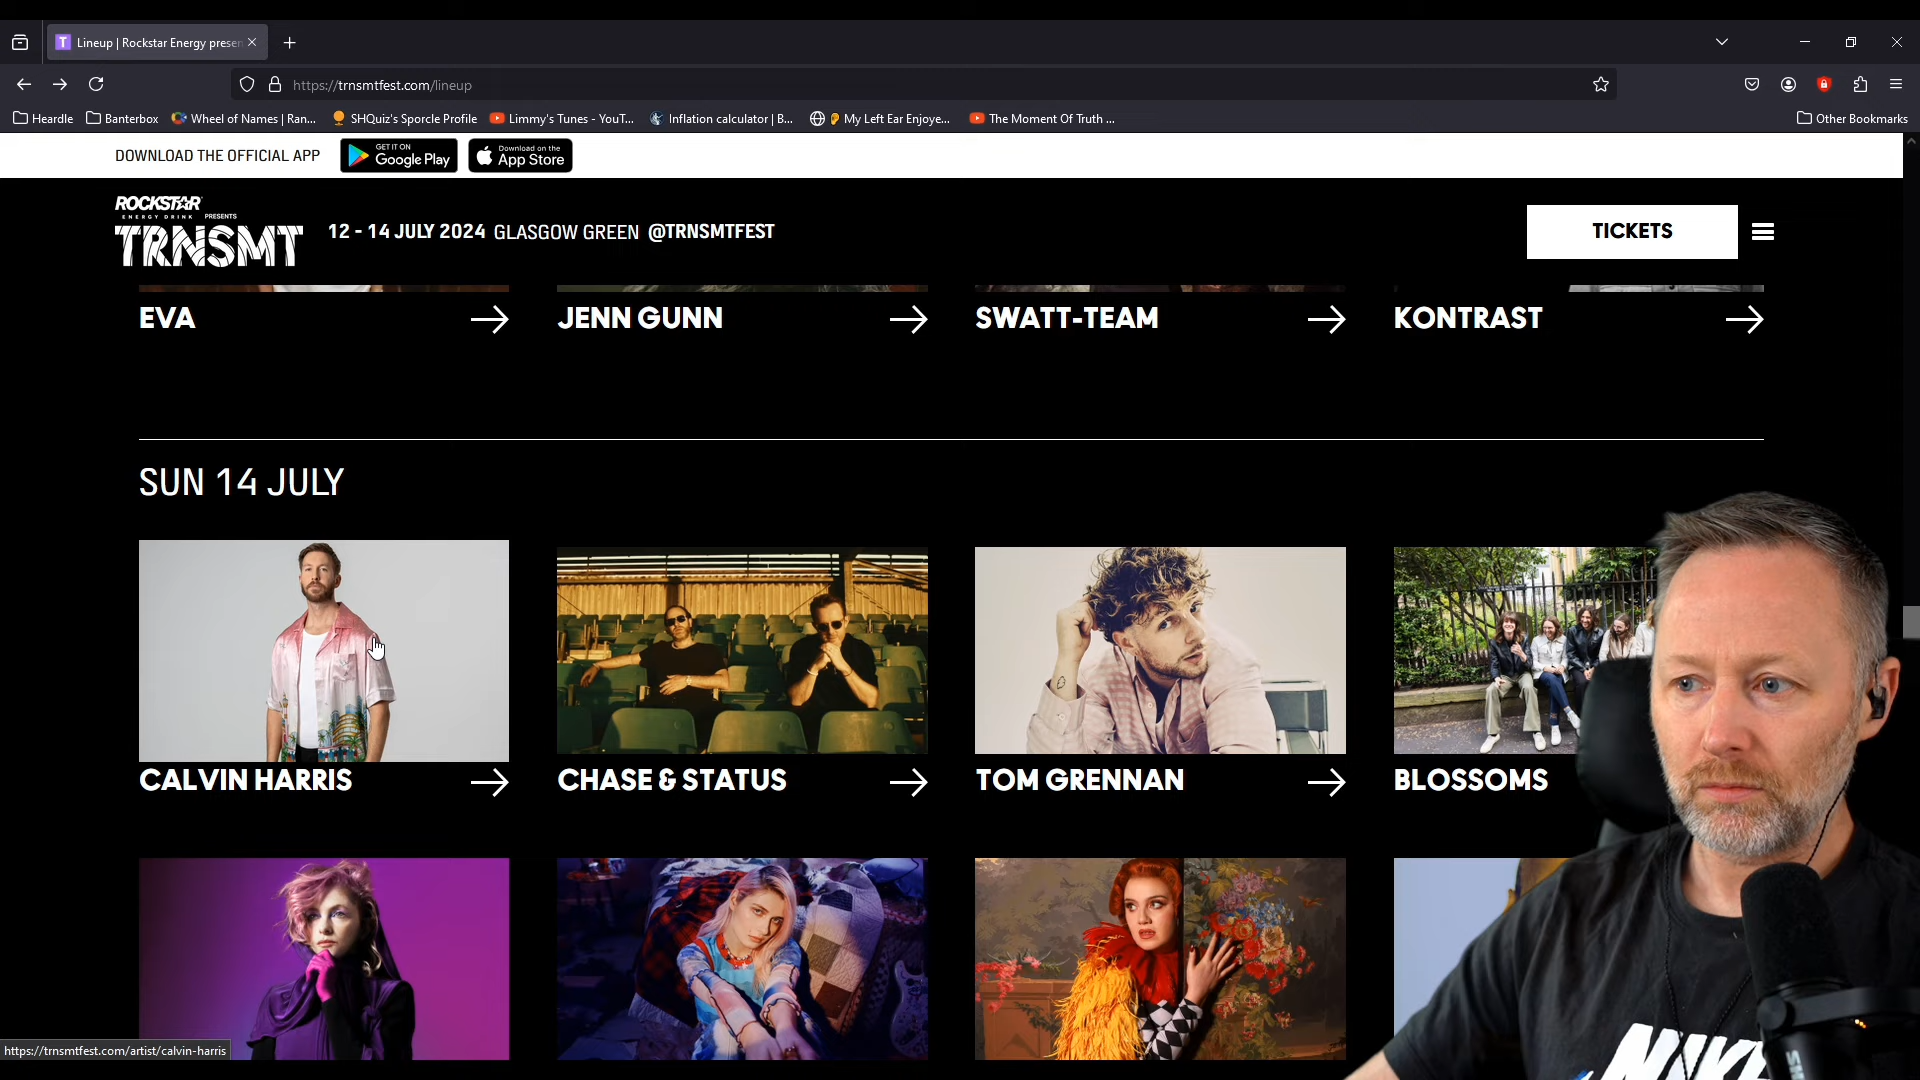 Lineup | Rockstar Energy presen
https://trnsmtfest.com/lineup
Heardle
Banterbox
Wheel of Names | Ran...
SHQuiz's Sporcle Profile
Limmy's Tunes - YouT...
Inflation calculator | B...
My Left Ear Enjoye...
The Moment Of Truth ...
Other Bookmarks
DOWNLOAD THE OFFICIAL APP
GET IT ON
Google Play
Download on the
App Store
ROCKSTAR
ENERGY DRINK PRESENTS
TRNSMT
12 - 14 JULY 2024 GLASGOW GREEN @TRNSMTFEST
TICKETS
EVA
JENN GUNN
SWATT-TEAM
KONTRAST
SUN 14 JULY
CALVIN HARRIS
CHASE & STATUS
TOM GRENNAN
BLOSSOMS
https://trnsmtfest.com/artist/calvin-harris